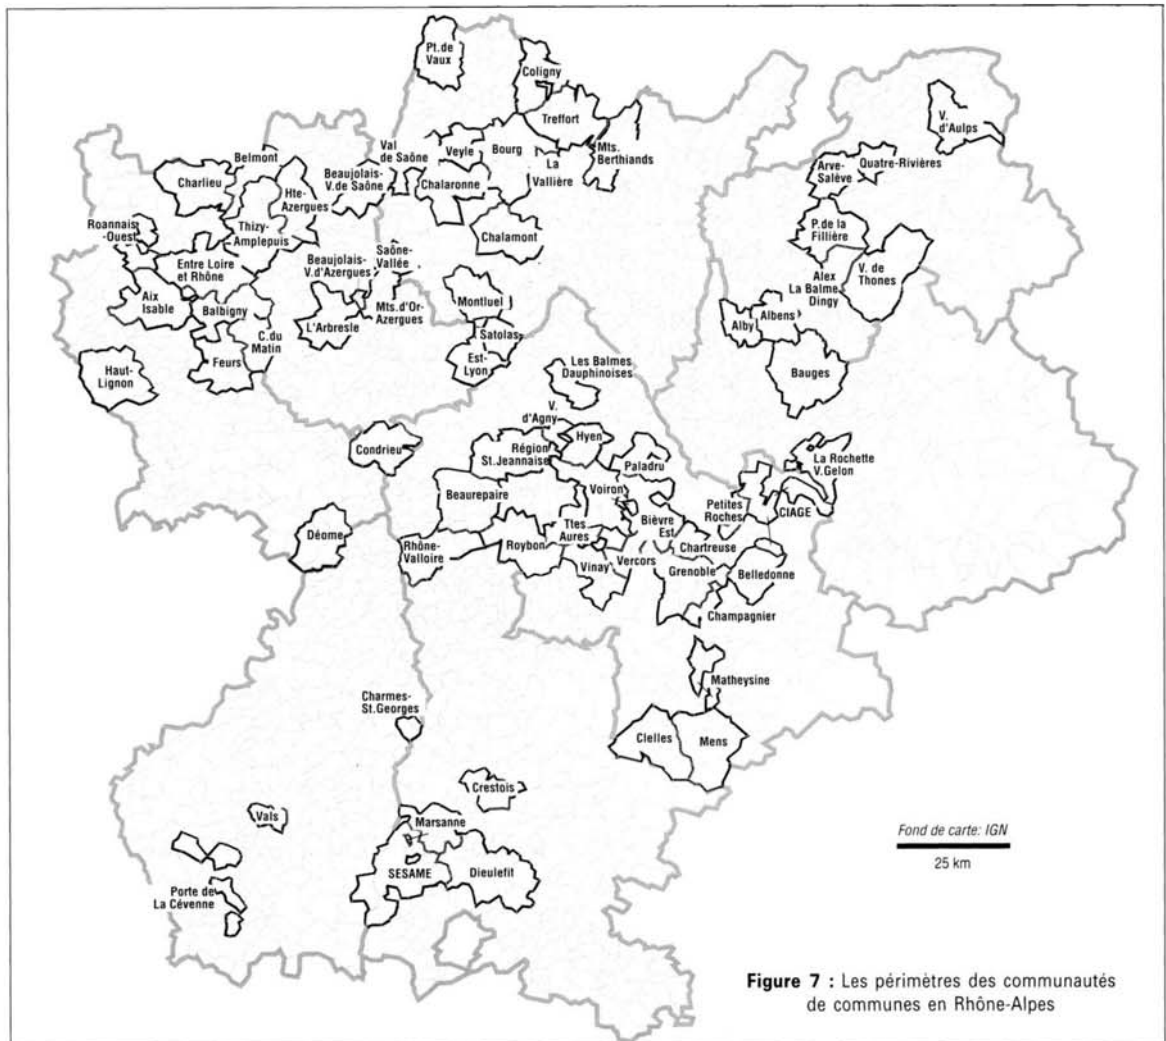 Pt. de
Vaux
Coligny
Treffort
Mts.
Berthiands
V.
d'Aulps
Val
de Saône
Veyle
Bourg
La
Vallière
Belmont
Charlieu
Beaujolais-
V. de Saône
Chalaronne
Hte-
Azergues
Arve-
Salève
Quatre-Rivières
Roannais
-Ouest
Thizy-
Amplepuis
Chalamont
P. de la
Fillière
Entre Loire
et Rhône
Beaujolais-
V. d'Azergues
Saône-
Vallée
V. de
Thones
Alex
La Balme
Dingy
Aix
Isable
Balbigny
Montluel
Mts. d'Or-
Azergues
L'Arbresle
Alby
Albens
C. du
Matin
Satolas
Est-
Lyon
Feurs
Haut-
Lignon
Les Balmes
Dauphinoises
Bauges
V.
d'Agny
Hyen
Condrieu
Région
St.Jeannaise
Paladru
La Rochette
V.Gelon
Beaurepaire
Voiron
Petites
Roches
CIAGE
Bièvre
Est
Déome
Ttes
Aures
Rhône-
Valloire
Roybon
Chartreuse
Vinay
Vercors
Grenoble
Belledonne
Champagnier
Matheysine
Charmes-
St.Georges
Clelles
Mens
Crestois
Vals
Marsanne
SESAME
Dieulefit
Porte de
La Cévenne
Fond de carte: IGN
25 km
Figure 7 : Les périmètres des communautés
de communes en Rhône-Alpes